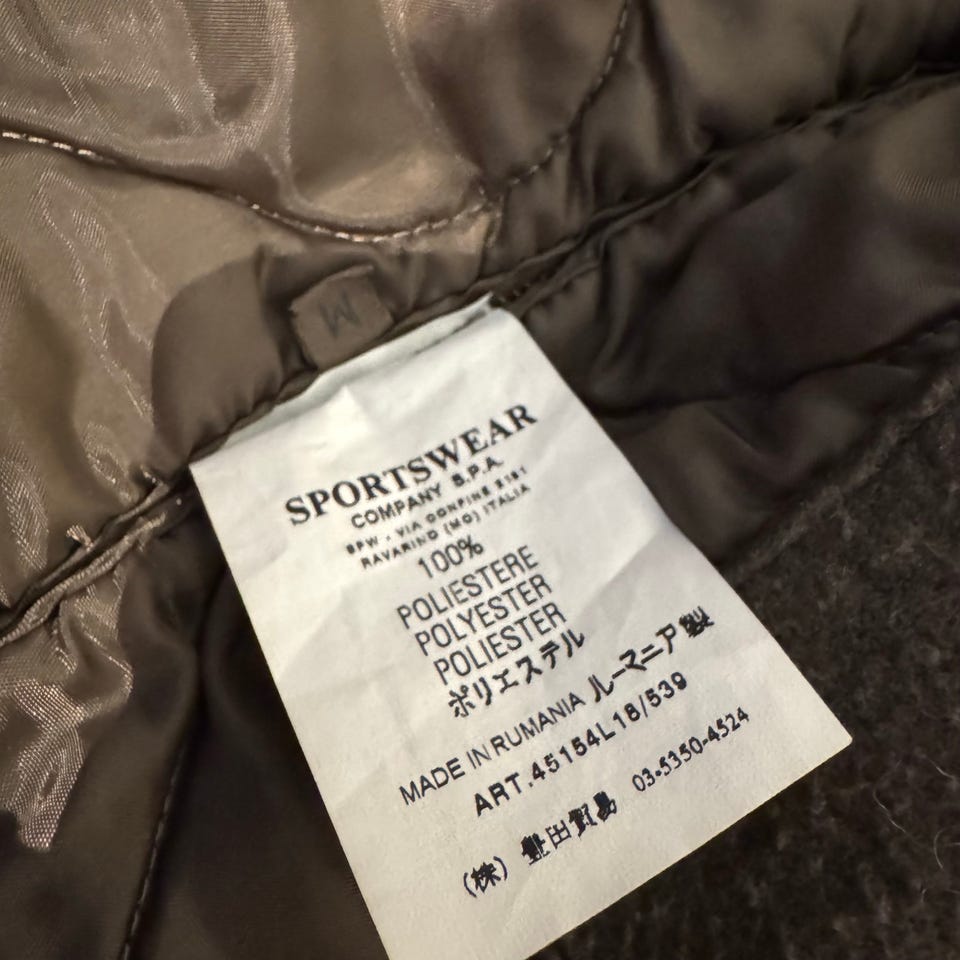 M
SPORTSWEAR
COMPANY S.P.A.
SPW - VIA CONFINE 2161
RAVARINO (MO) ITALIA
100%
POLIESTERE
POLYESTER
POLIESTER
ポリエステル
MADE IN RUMANIA ルーマニア製
ART.45154L18/539
(株) 豊田貿易 03-5350-4524